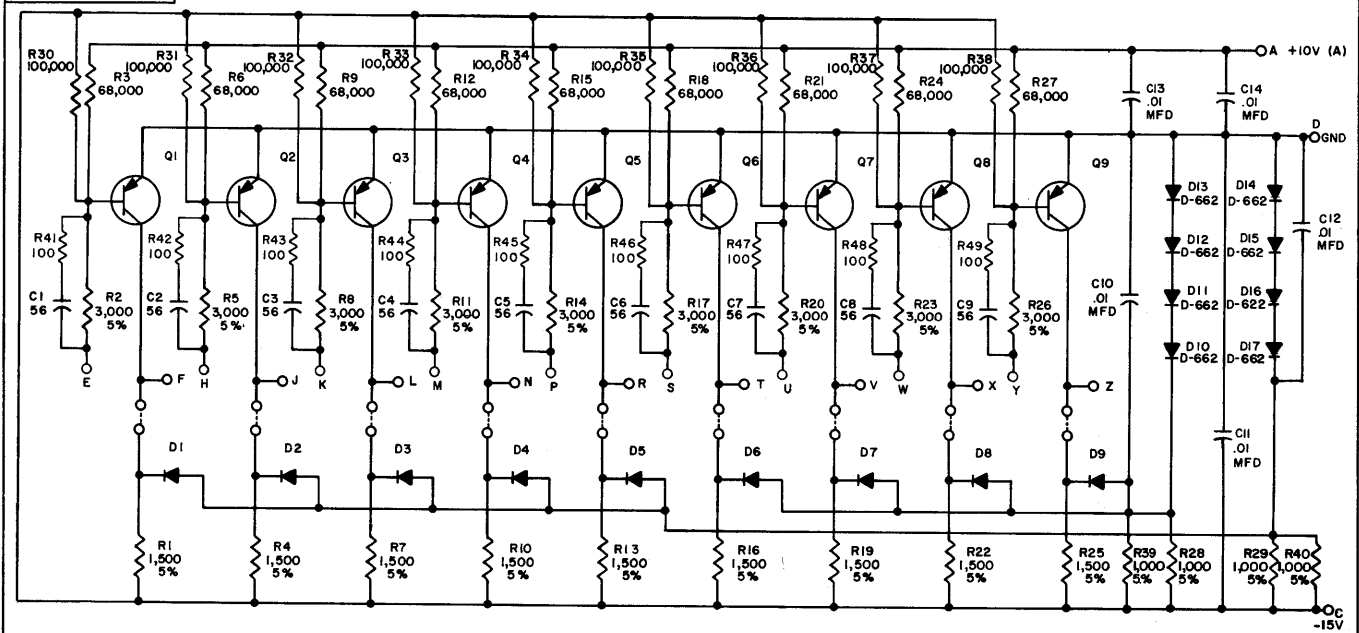 R30
100,000
R3
68,000
R31
100,000
R6
68,000
R32
100,000
R9
68,000
R33
100,000
R12
68,000
R34
100,000
R15
68,000
R35
100,000
R18
68,000
R36
100,000
R21
68,000
R37
100,000
R24
68,000
R38
100,000
R27
68,000
A +10V (A)
C13
.01
MFD
C14
.01
MFD
D
GND
Q1
Q2
Q3
Q4
Q5
Q6
Q7
Q8
Q9
D13
D-662
D14
D-662
C12
.01
MFD
R41
100
R42
100
R43
100
R44
100
R45
100
R46
100
R47
100
R48
100
R49
100
D12
D-662
D15
D-662
C1
56
R2
3,000
5%
C2
56
R5
3,000
5%
C3
56
R8
3,000
5%
C4
56
R11
3,000
5%
C5
56
R14
3,000
5%
C6
56
R17
3,000
5%
C7
56
R20
3,000
5%
C8
56
R23
3,000
5%
C9
56
R26
3,000
5%
C10
.01
MFD
D11
D-662
D16
D-622
D10
D-662
D17
D-662
E
F
H
J
K
L
M
N
P
R
S
T
U
V
W
X
Y
Z
C11
.01
MFD
D1
D2
D3
D4
D5
D6
D7
D8
D9
R1
1,500
5%
R4
1,500
5%
R7
1,500
5%
R10
1,500
5%
R13
1,500
5%
R16
1,500
5%
R19
1,500
5%
R22
1,500
5%
R25
1,500
5%
R39
1,000
5%
R28
1,000
5%
R29
1,000
5%
R40
1,000
5%
C
-15V